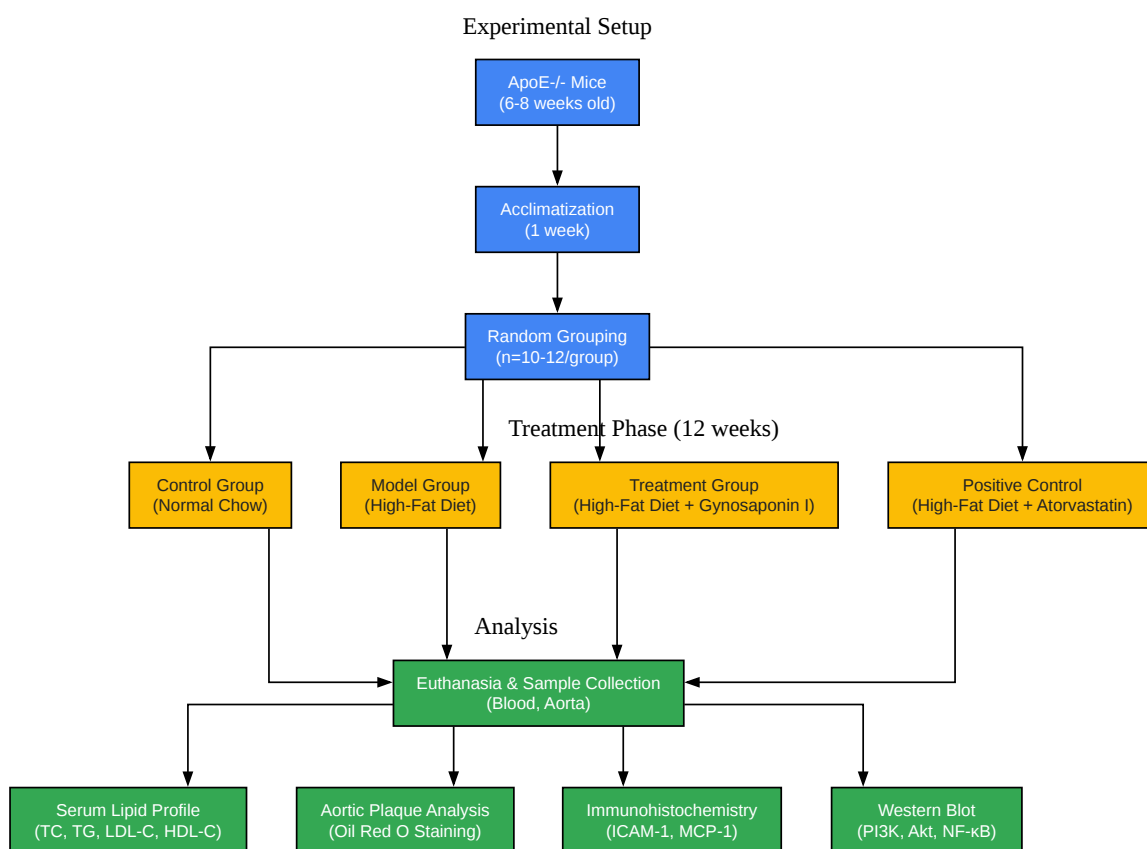 Experimental Setup
ApoE-/- Mice
(6-8 weeks old)
Acclimatization
(1 week)
Random Grouping
(n=10-12/group)
Treatment Phase (12 weeks)
Control Group
(Normal Chow)
Model Group
(High-Fat Diet)
Treatment Group
(High-Fat Diet + Gynosaponin I)
Positive Control
(High-Fat Diet + Atorvastatin)
Analysis
Euthanasia & Sample Collection
(Blood, Aorta)
Serum Lipid Profile
(TC, TG, LDL-C, HDL-C)
Aortic Plaque Analysis
(Oil Red O Staining)
Immunohistochemistry
(ICAM-1, MCP-1)
Western Blot
(PI3K, Akt, NF-κB)